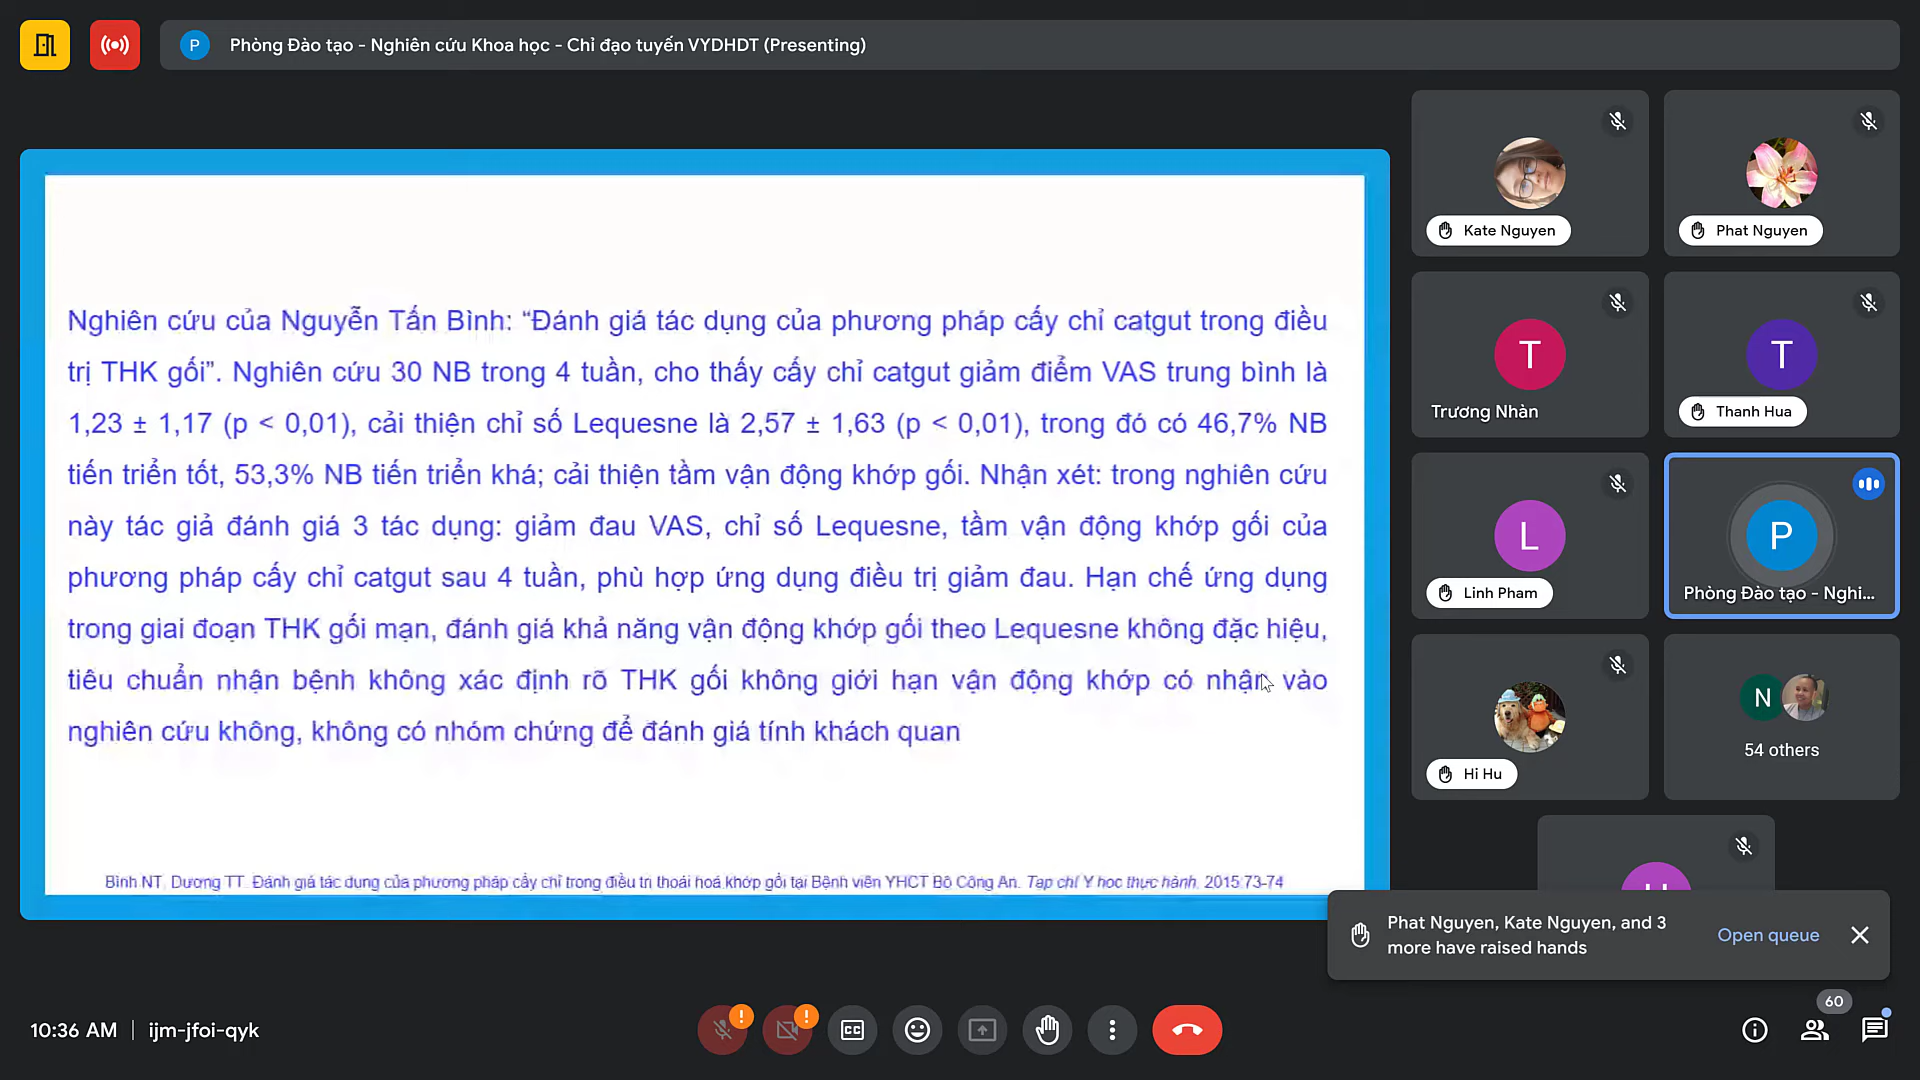 P Phòng Đào tạo - Nghiên cứu Khoa học - Chỉ đạo tuyến VYDHDT (Presenting)
Nghiên cứu của Nguyễn Tấn Bình: “Đánh giá tác dụng của phương pháp cấy chỉ catgut trong điều
trị THK gối”. Nghiên cứu 30 NB trong 4 tuần, cho thấy cấy chỉ catgut giảm điểm VAS trung bình là
1,23 ± 1,17 (p < 0,01), cải thiện chỉ số Lequesne là 2,57 ± 1,63 (p < 0,01), trong đó có 46,7% NB
tiến triển tốt, 53,3% NB tiến triển khá; cải thiện tầm vận động khớp gối. Nhận xét: trong nghiên cứu
này tác giả đánh giá 3 tác dụng: giảm đau VAS, chỉ số Lequesne, tầm vận động khớp gối của
phương pháp cấy chỉ catgut sau 4 tuần, phù hợp ứng dụng điều trị giảm đau. Hạn chế ứng dụng
trong giai đoạn THK gối mạn, đánh giá khả năng vận động khớp gối theo Lequesne không đặc hiệu,
tiêu chuẩn nhận bệnh không xác định rõ THK gối không giới hạn vận động khớp có nhận vào
nghiên cứu không, không có nhóm chứng để đánh giá tính khách quan
Bình NT, Dương TT. Đánh giá tác dụng của phương pháp cấy chỉ trong điều trị thoái hoá khớp gối tại Bệnh viện YHCT Bộ Công An. Tạp chí Y học thực hành. 2015:73-74
Kate Nguyen
Phat Nguyen
T
Trương Nhàn
T
Thanh Hua
L
Linh Pham
P
Phòng Đào tạo - Nghi...
Hi Hu
N
54 others
Phat Nguyen, Kate Nguyen, and 3
more have raised hands
Open queue
10:36 AM | ijm-jfoi-qyk
CC
60